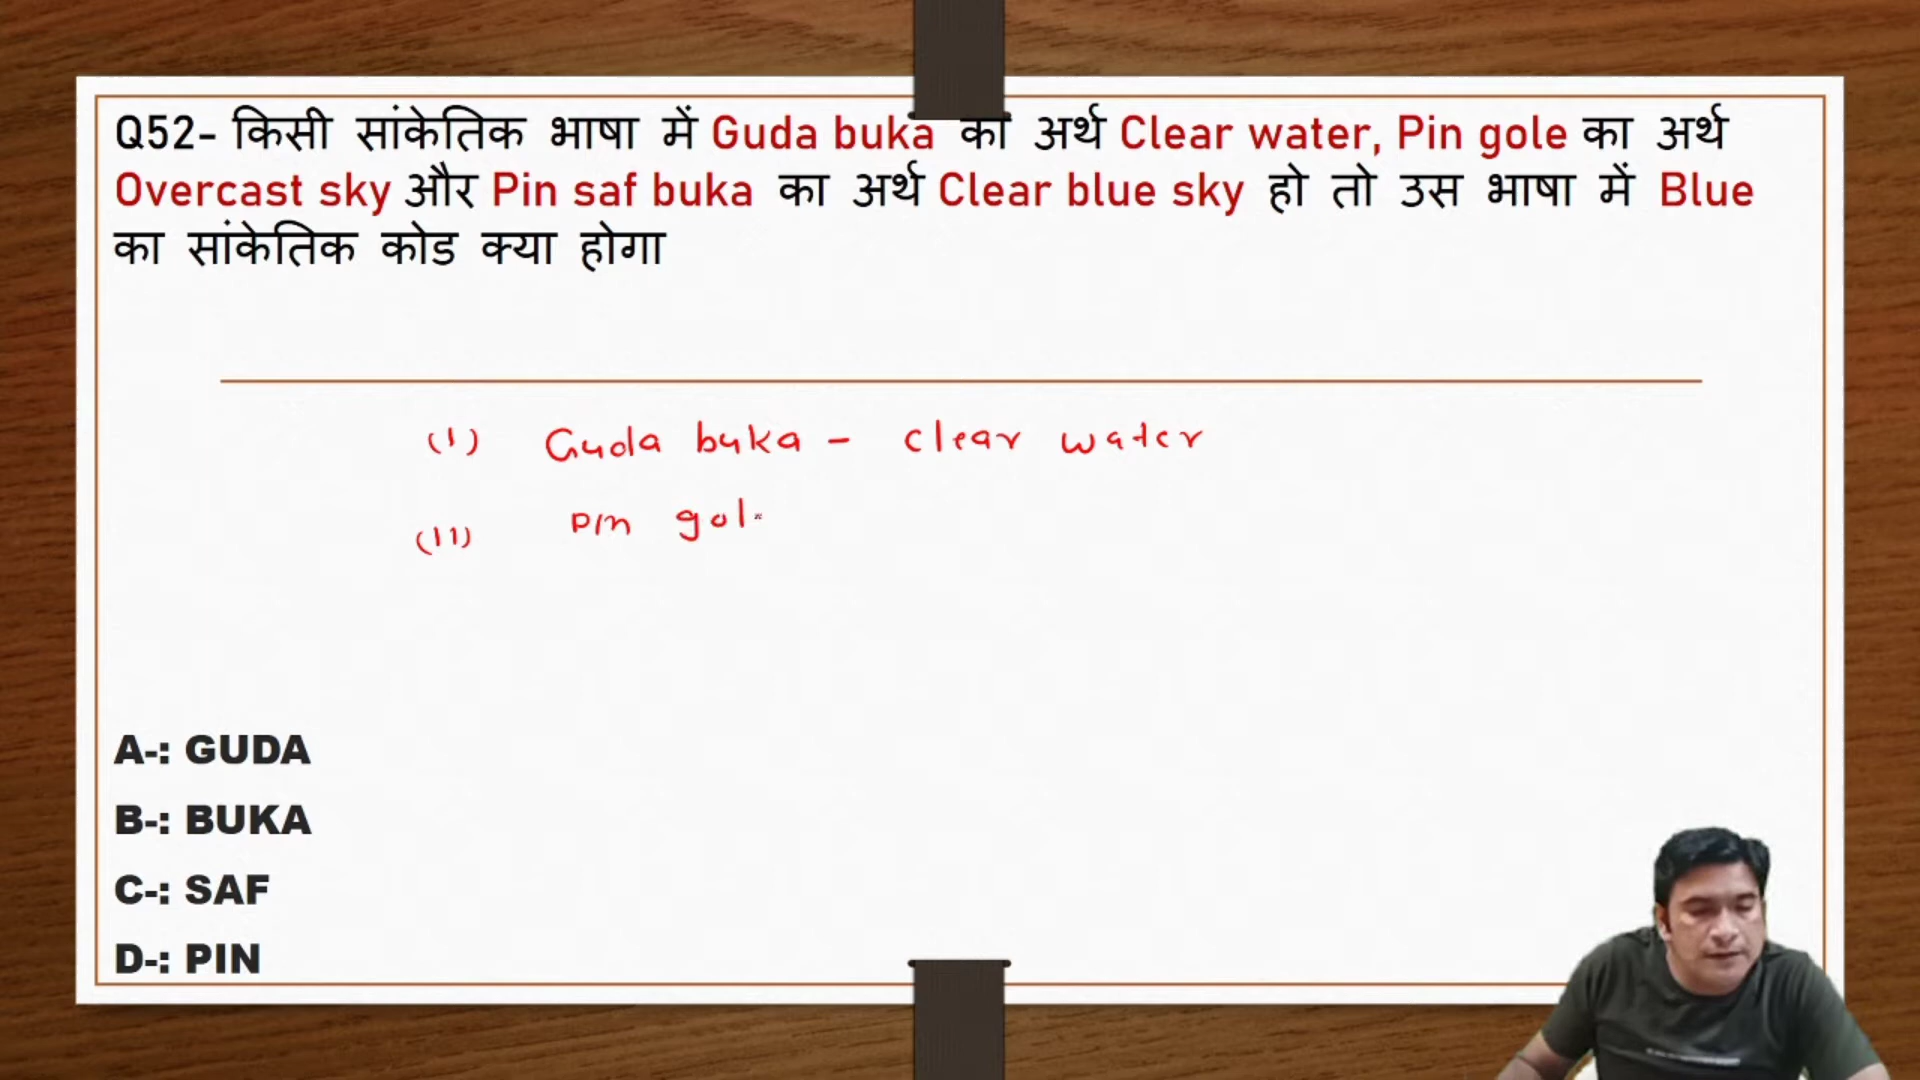 Q52- किसी सांकेतिक भाषा में Guda buka का अर्थ Clear water, Pin gole का अर्थ
Overcast sky और Pin saf buka का अर्थ Clear blue sky हो तो उस भाषा में Blue
का सांकेतिक कोड क्या होगा
(I) Guda buka - clear water
(II) Pin gol
A-: GUDA
B-: BUKA
C-: SAF
D-: PIN